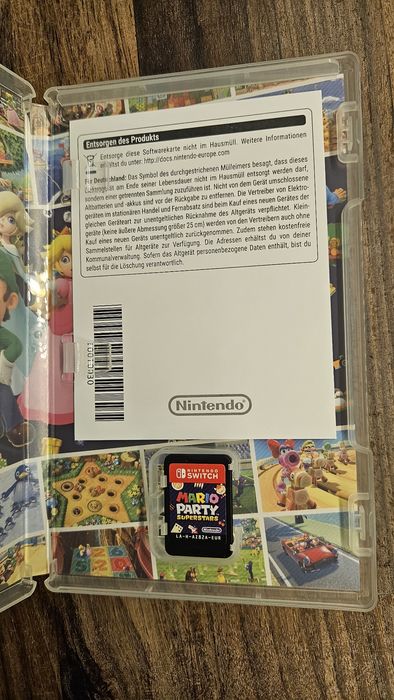 Entsorgen des Produkts
Entsorge diese Softwarekarte nicht im Hausmüll. Weitere Informationen
erhältst du unter: http://docs.nintendo-europe.com
Für Deutschland: Das Symbol des durchgestrichenen Mülleimers besagt, dass dieses
Elektrogerät am Ende seiner Lebensdauer nicht im Hausmüll entsorgt werden darf,
sondern einer getrennten Sammlung zuzuführen ist. Nicht von dem Gerät umschlossene
Altbatterien und -akkus sind vor der Rückgabe zu entfernen. Die Vertreiber von Elektro-
geräten im stationären Handel und Fernabsatz sind beim Kauf eines neuen Gerätes der
gleichen Geräteart zur unentgeltlichen Rücknahme des Altgeräts verpflichtet. Klein-
geräte (keine äußere Abmessung größer 25 cm) werden von den Vertreibern auch ohne
Kauf eines neuen Geräts unentgeltlich zurückgenommen. Zudem stehen kostenfreie
Sammelstellen für Altgeräte zur Verfügung. Die Adressen erhältst du von deiner
Kommunalverwaltung. Sofern das Altgerät personenbezogene Daten enthält, bist du
selbst für die Löschung verantwortlich.
Nintendo
NINTENDO
SWITCH
MARIO
PARTY
SUPERSTARS
Nintendo
LA-H-AZ82A-EUR